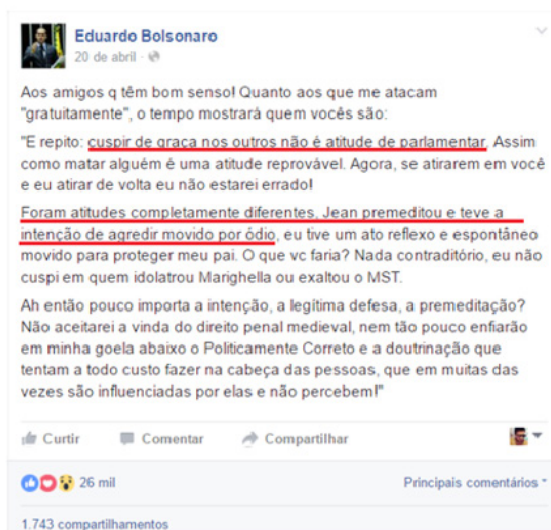 Eduardo Bolsonaro
20 de abril ·
Aos amigos q têm bom senso! Quanto aos que me atacam
"gratuitamente", o tempo mostrará quem vocês são:
"E repito: cuspir de graça nos outros não é atitude de parlamentar. Assim
como matar alguém é uma atitude reprovável. Agora, se atirarem em você
e eu atirar de volta eu não estarei errado!
Foram atitudes completamente diferentes, Jean premeditou e teve a
intenção de agredir movido por ódio, eu tive um ato reflexo e espontâneo
movido para proteger meu pai. O que vc faria? Nada contraditório, eu não
cuspi em quem idolatrou Marighella ou exaltou o MST.
Ah então pouco importa a intenção, a legítima defesa, a premeditação?
Não aceitarei a vinda do direito penal medieval, nem tão pouco enfiarão
em minha goela abaixo o Politicamente Correto e a doutrinação que
tentam a todo custo fazer na cabeça das pessoas, que em muitas das
vezes são influenciadas por elas e não percebem!"
Curtir Comentar Compartilhar
26 mil Principais comentários
1.743 compartilhamentos